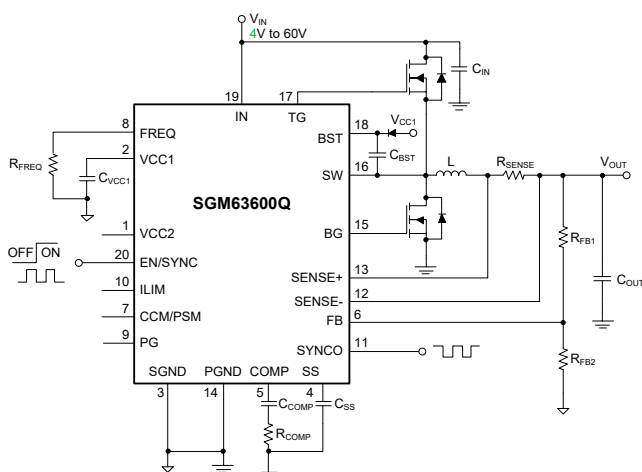 VIN
4V to 60V
CIN
19
17
IN
TG
8
FREQ
RFREQ
2
VCC1
CVCC1
18
BST
VCC1
CBST
16
SW
L
RSENSE
VOUT
SGM63600Q
1
VCC2
15
BG
RFB1
OFF ON
20
EN/SYNC
10
ILIM
13
SENSE+
12
SENSE-
COUT
7
CCM/PSM
6
FB
9
PG
11
SYNCO
RFB2
SGND
PGND
COMP
SS
3
14
5
4
CCOMP
CSS
RCOMP